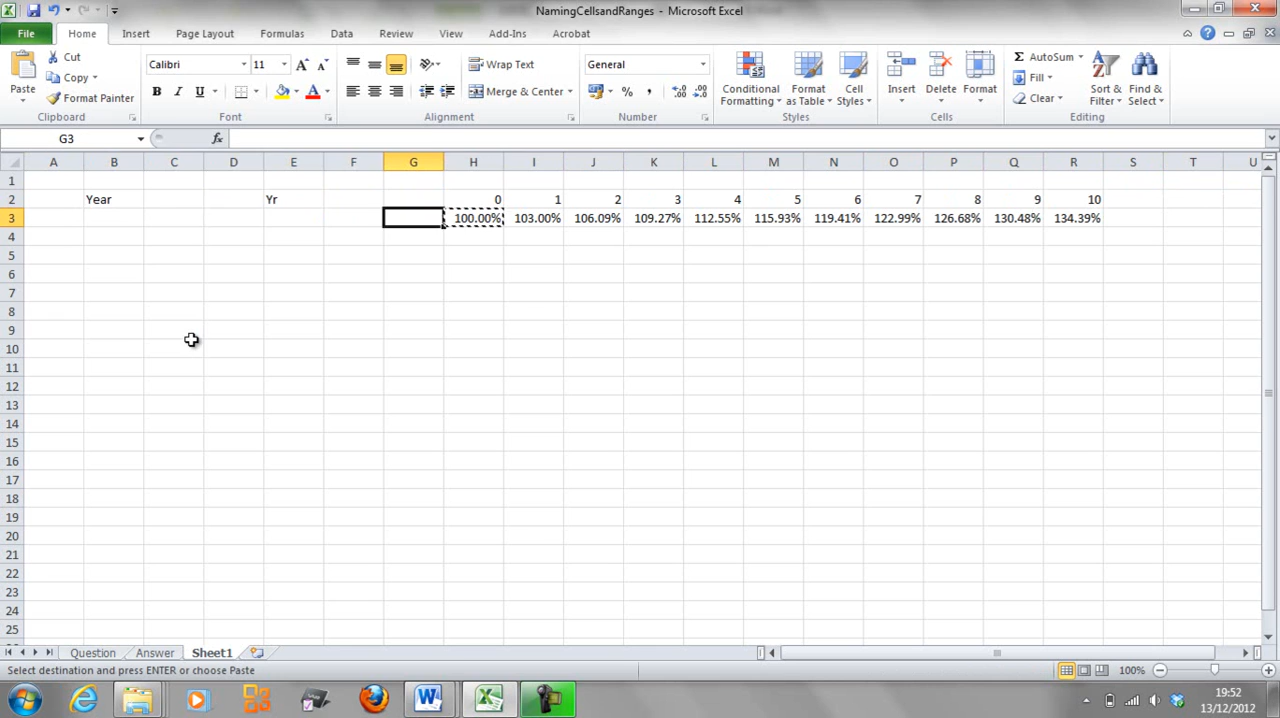 NamingCellsandRanges - Microsoft Excel
File Home Insert Page Layout Formulas Data Review View Add-Ins Acrobat
Paste
Cut
Copy
Format Painter
Clipboard
Calibri 11
B I U
Font
Wrap Text
Merge & Center
Alignment
General
%
Number
Conditional Formatting
Format as Table
Cell Styles
Styles
Insert Delete Format
Cells
AutoSum
Fill
Clear
Sort & Filter
Find & Select
Editing
G3 fx
A B C D E F G H I J K L M N O P Q R S T U
1
2 Year Yr 0 1 2 3 4 5 6 7 8 9 10
3 100.00% 103.00% 106.09% 109.27% 112.55% 115.93% 119.41% 122.99% 126.68% 130.48% 134.39%
4
5
6
7
8
9
10
11
12
13
14
15
16
17
18
19
20
21
22
23
24
25
Question Answer Sheet1
Select destination and press ENTER or choose Paste 100%
19:52
13/12/2012